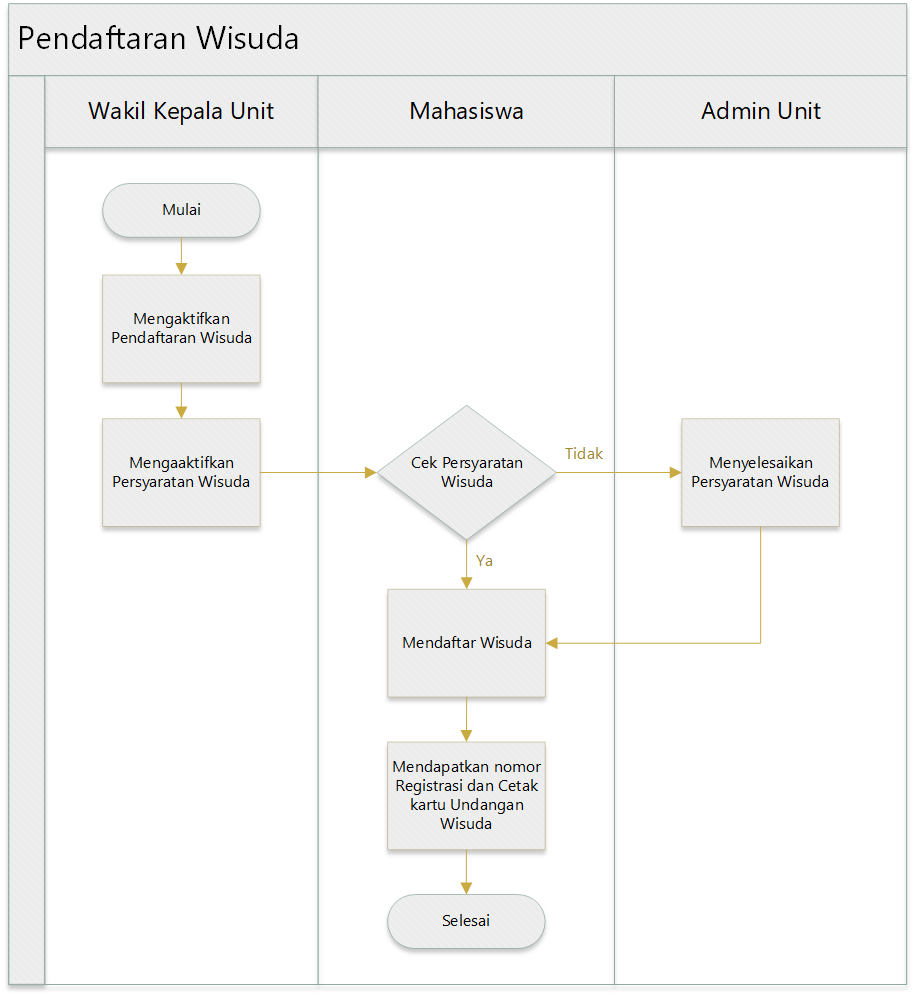 Pendaftaran Wisuda
Wakil Kepala Unit
Mahasiswa
Admin Unit
Mulai
Mengaktifkan
Pendaftaran Wisuda
Mengaaktifkan
Persyaratan Wisuda
Cek Persyaratan
Wisuda
Tidak
Menyelesaikan
Persyaratan Wisuda
Ya
Mendaftar Wisuda
Mendapatkan nomor
Registrasi dan Cetak
kartu Undangan
Wisuda
Selesai